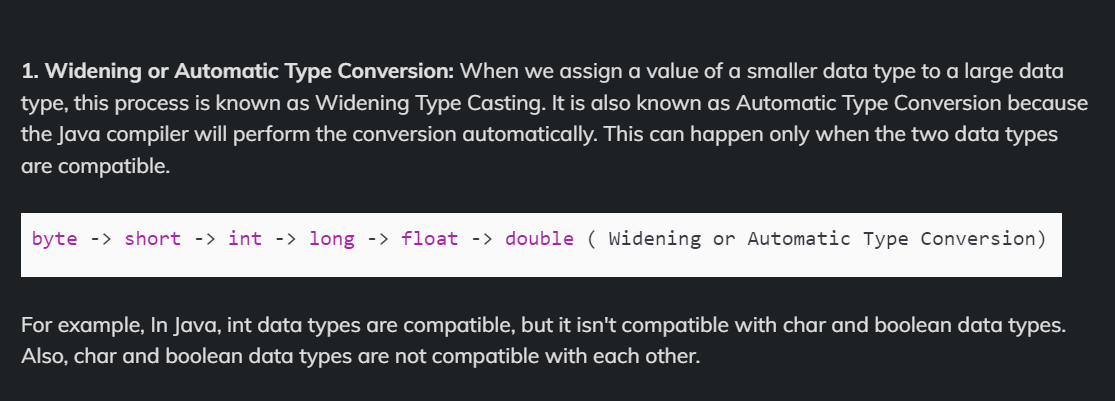 1. Widening or Automatic Type Conversion: When we assign a value of a smaller data type to a large data
type, this process is known as Widening Type Casting. It is also known as Automatic Type Conversion because
the Java compiler will perform the conversion automatically. This can happen only when the two data types
are compatible.
byte -> short -> int -> long -> float -> double ( Widening or Automatic Type Conversion)
For example, In Java, int data types are compatible, but it isn't compatible with char and boolean data types.
Also, char and boolean data types are not compatible with each other.